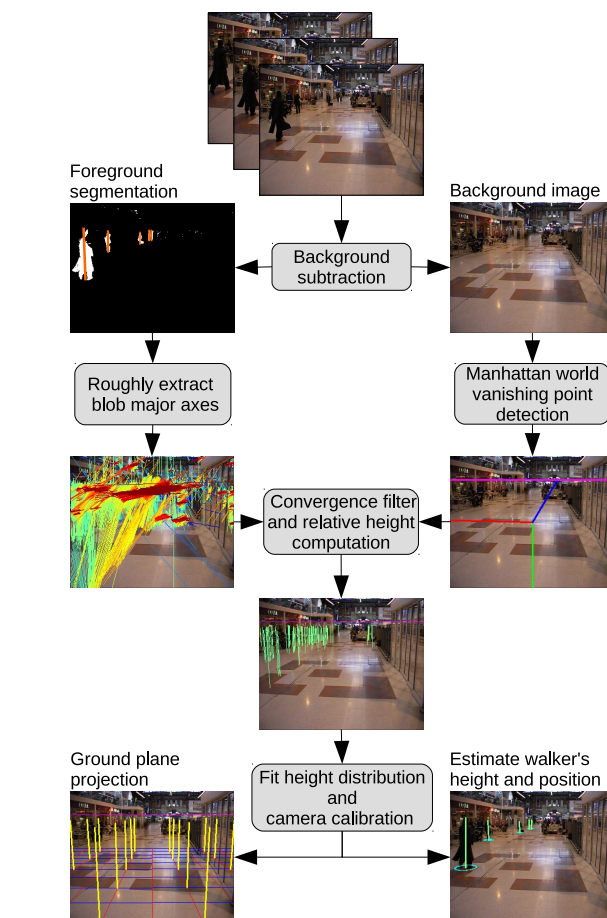 Foreground
segmentation
Background image
Background
subtraction
Roughly extract
blob major axes
Manhattan world
vanishing point
detection
Convergence filter
and relative height
computation
Ground plane
projection
Fit height distribution
and
camera calibration
Estimate walker's
height and position